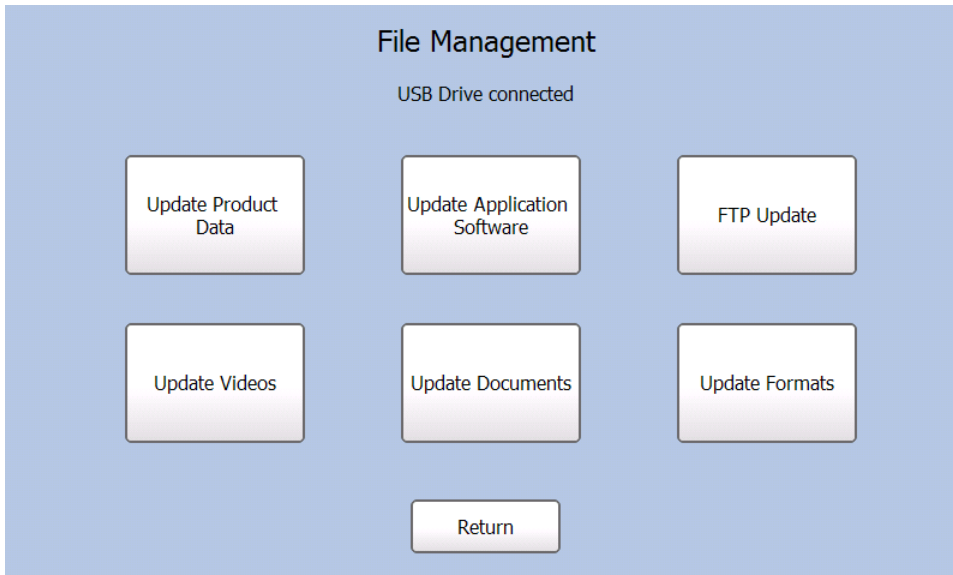 File Management
USB Drive connected
Update Product
Data
Update Application
Software
FTP Update
Update Videos
Update Documents
Update Formats
Return